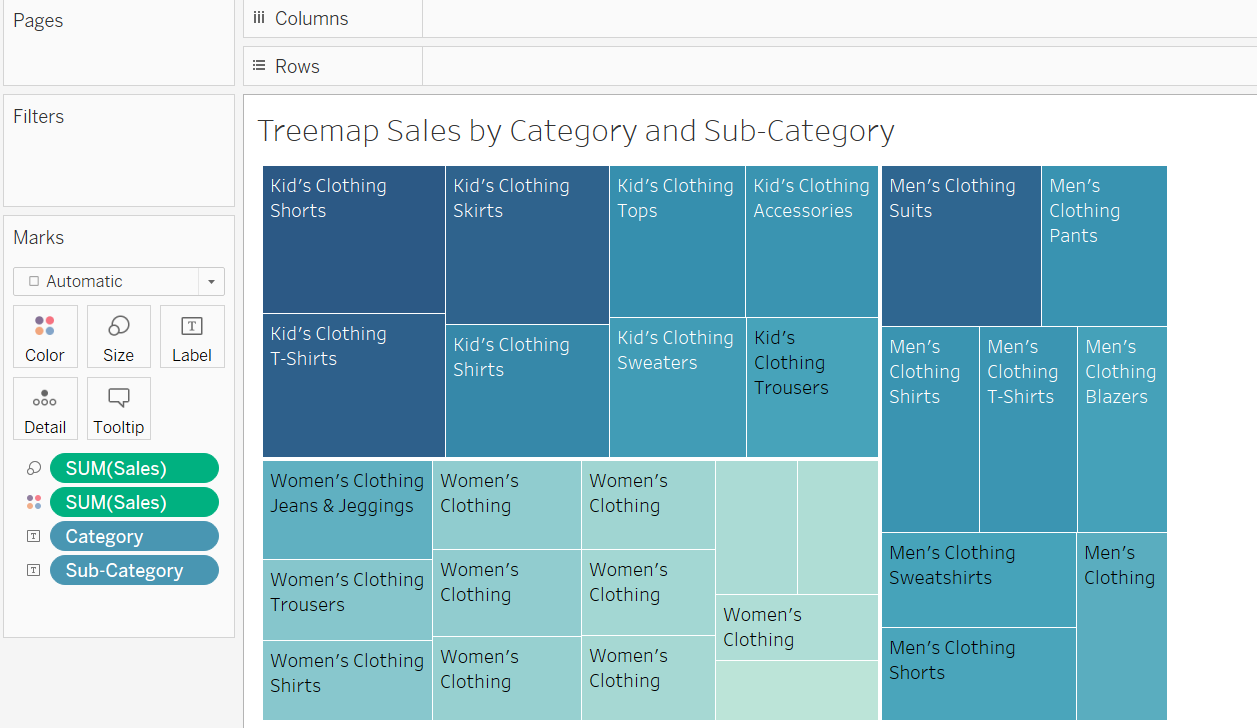 Pages
Columns
Rows
Filters
Marks
Automatic
Color
Size
T
Label
Detail
Tooltip
SUM(Sales)
SUM(Sales)
T
Category
T
Sub-Category
Treemap Sales by Category and Sub-Category
Kid's Clothing
Shorts
Kid's Clothing
Skirts
Kid's Clothing
Tops
Kid's Clothing
Accessories
Kid's Clothing
T-Shirts
Kid's Clothing
Shirts
Kid's Clothing
Sweaters
Kid's
Clothing
Trousers
Men's Clothing
Suits
Men's
Clothing
Pants
Men's
Clothing
Shirts
Men's
Clothing
T-Shirts
Men's
Clothing
Blazers
Men's Clothing
Sweatshirts
Men's
Clothing
Men's Clothing
Shorts
Women's Clothing
Jeans & Jeggings
Women's
Clothing
Women's
Clothing
Women's Clothing
Trousers
Women's
Clothing
Women's
Clothing
Women's
Clothing
Women's Clothing
Shirts
Women's
Clothing
Women's
Clothing